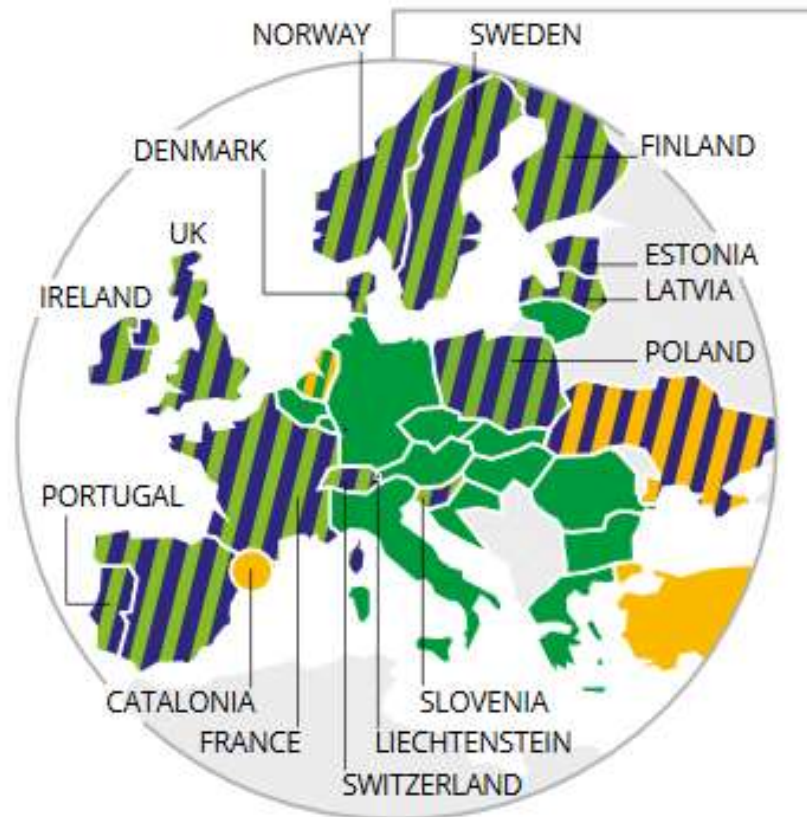 NORWAY
SWEDEN
DENMARK
FINLAND
UK
ESTONIA
IRELAND
LATVIA
POLAND
PORTUGAL
CATALONIA
SLOVENIA
FRANCE
LIECHTENSTEIN
SWITZERLAND